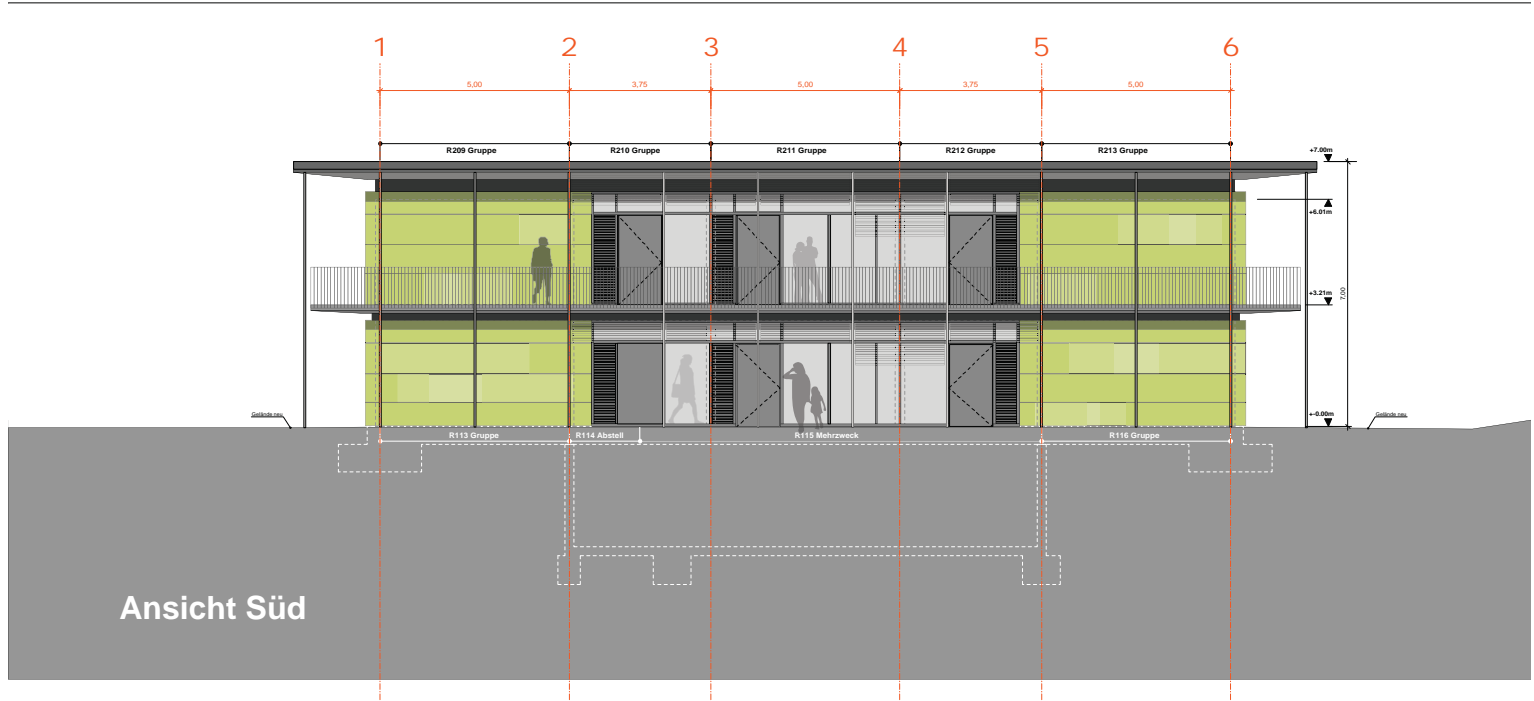 1 2 3 4 5 6
5,00 3,75 5,00 3,75 5,00
R209 Gruppe R210 Gruppe R211 Gruppe R212 Gruppe R213 Gruppe
+7.00m
+6.01m
+3.21m
7,00
+-0.00m
Gelände neu Gelände neu
R113 Gruppe R114 Abstell R115 Mehrzweck R116 Gruppe
Ansicht Süd